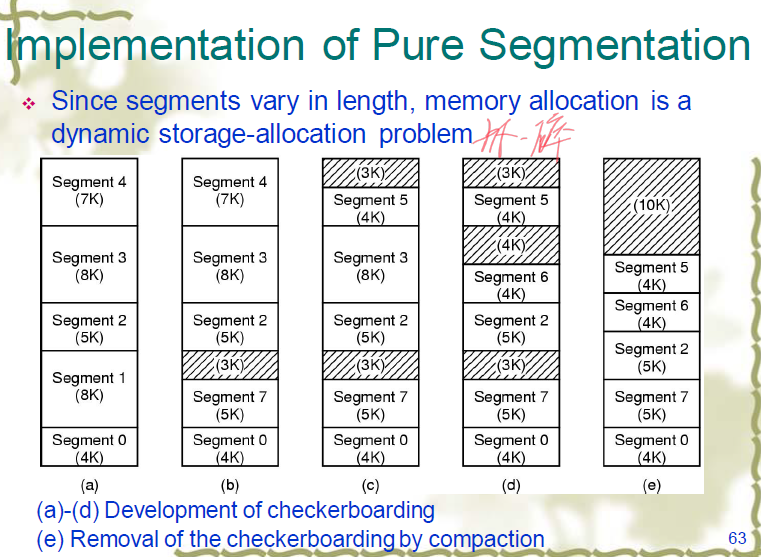 Implementation of Pure Segmentation
Since segments vary in length, memory allocation is a
dynamic storage-allocation problem
Segment 4
(7K)
Segment 3
(8K)
Segment 2
(5K)
Segment 1
(8K)
Segment 0
(4K)
(a)
Segment 4
(7K)
Segment 3
(8K)
Segment 2
(5K)
(3K)
Segment 7
(5K)
Segment 0
(4K)
(b)
(3K)
Segment 5
(4K)
Segment 3
(8K)
Segment 2
(5K)
(3K)
Segment 7
(5K)
Segment 0
(4K)
(c)
(3K)
Segment 5
(4K)
(4K)
Segment 6
(4K)
Segment 2
(5K)
(3K)
Segment 7
(5K)
Segment 0
(4K)
(d)
(10K)
Segment 5
(4K)
Segment 6
(4K)
Segment 2
(5K)
Segment 7
(5K)
Segment 0
(4K)
(e)
(a)-(d) Development of checkerboarding
(e) Removal of the checkerboarding by compaction
63